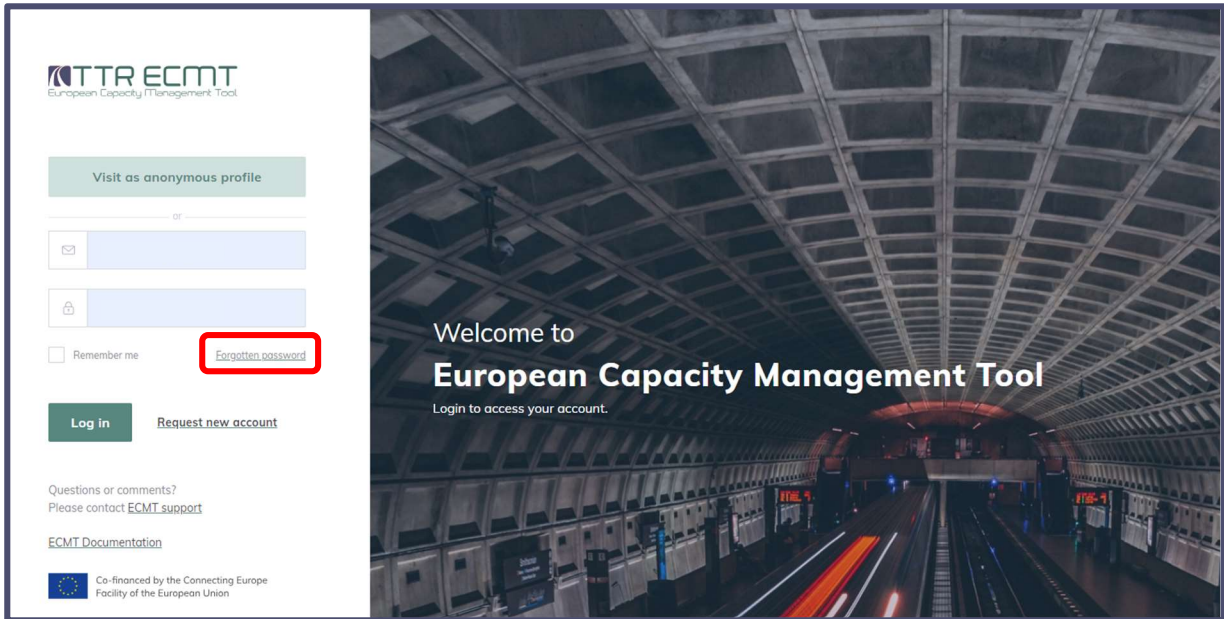 TTR ECMT
European Capacity Management Tool
Visit as anonymous profile
or
Remember me
Forgotten password
Log in
Request new account
Questions or comments?
Please contact ECMT support
ECMT Documentation
Co-financed by the Connecting Europe
Facility of the European Union
Welcome to
European Capacity Management Tool
Login to access your account.